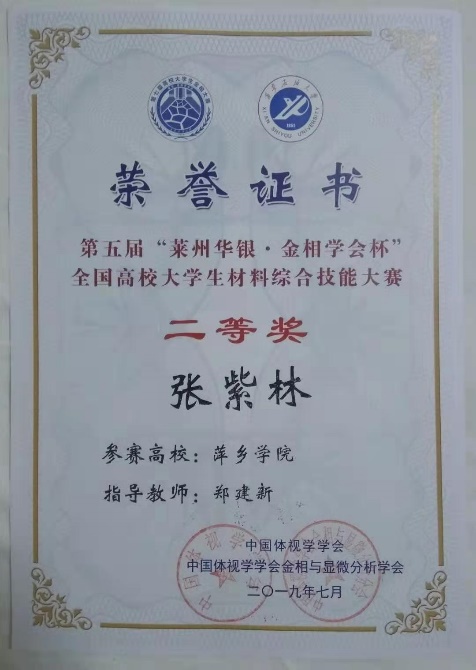 荣誉证书
第五届“莱州华银·金相学会杯”
全国高校大学生材料综合技能大赛
二等奖
张紫林
参赛高校：萍乡学院
指导教师：郑建新
中国体视学学会
中国体视学学会金相与显微分析学会
二〇一九年七月